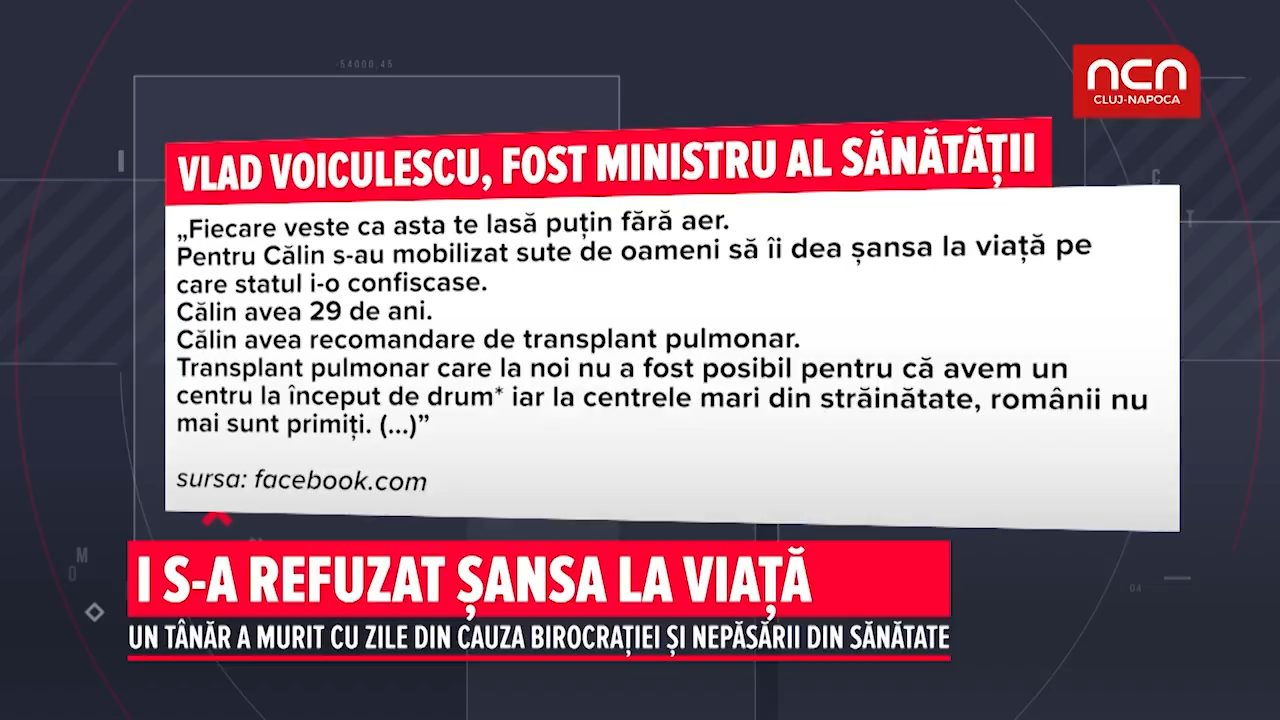 -54000.45
ncn
CLUJ-NAPOCA
VLAD VOICULESCU, FOST MINISTRU AL SĂNĂTĂȚII
„Fiecare veste ca asta te lasă puțin fără aer.
Pentru Călin s-au mobilizat sute de oameni să îi dea șansa la viață pe
care statul i-o confiscase.
Călin avea 29 de ani.
Călin avea recomandare de transplant pulmonar.
Transplant pulmonar care la noi nu a fost posibil pentru că avem un
centru la început de drum* iar la centrele mari din străinătate, românii nu
mai sunt primiți. (...)”
sursa: facebook.com
I S-A REFUZAT ȘANSA LA VIAȚĂ
UN TÂNĂR A MURIT CU ZILE DIN CAUZA BIROCRAȚIEI ȘI NEPĂSĂRII DIN SĂNĂTATE
C
T
M
O
04